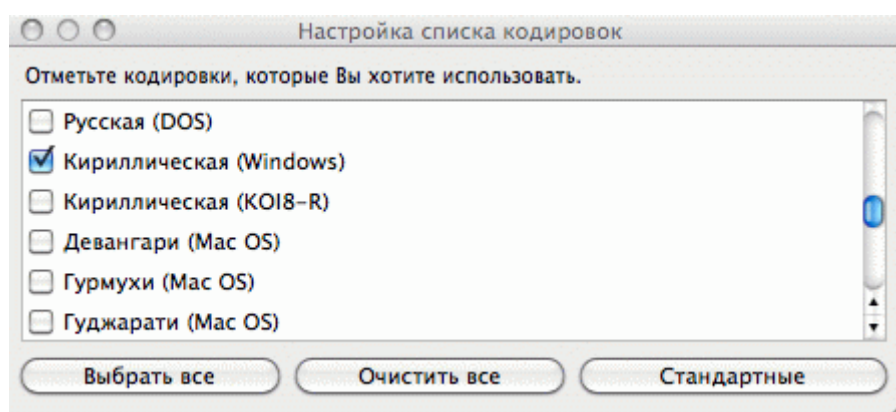 Настройка списка кодировок
Отметьте кодировки, которые Вы хотите использовать.
Русская (DOS)
Кириллическая (Windows)
Кириллическая (KOI8-R)
Девангари (Mac OS)
Гурмухи (Mac OS)
Гуджарати (Mac OS)
Выбрать все Очистить все Стандартные